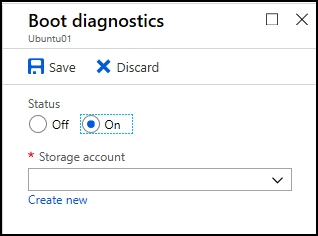 Boot diagnostics
Ubuntu01
Save Discard
Status
Off On
* Storage account
Create new